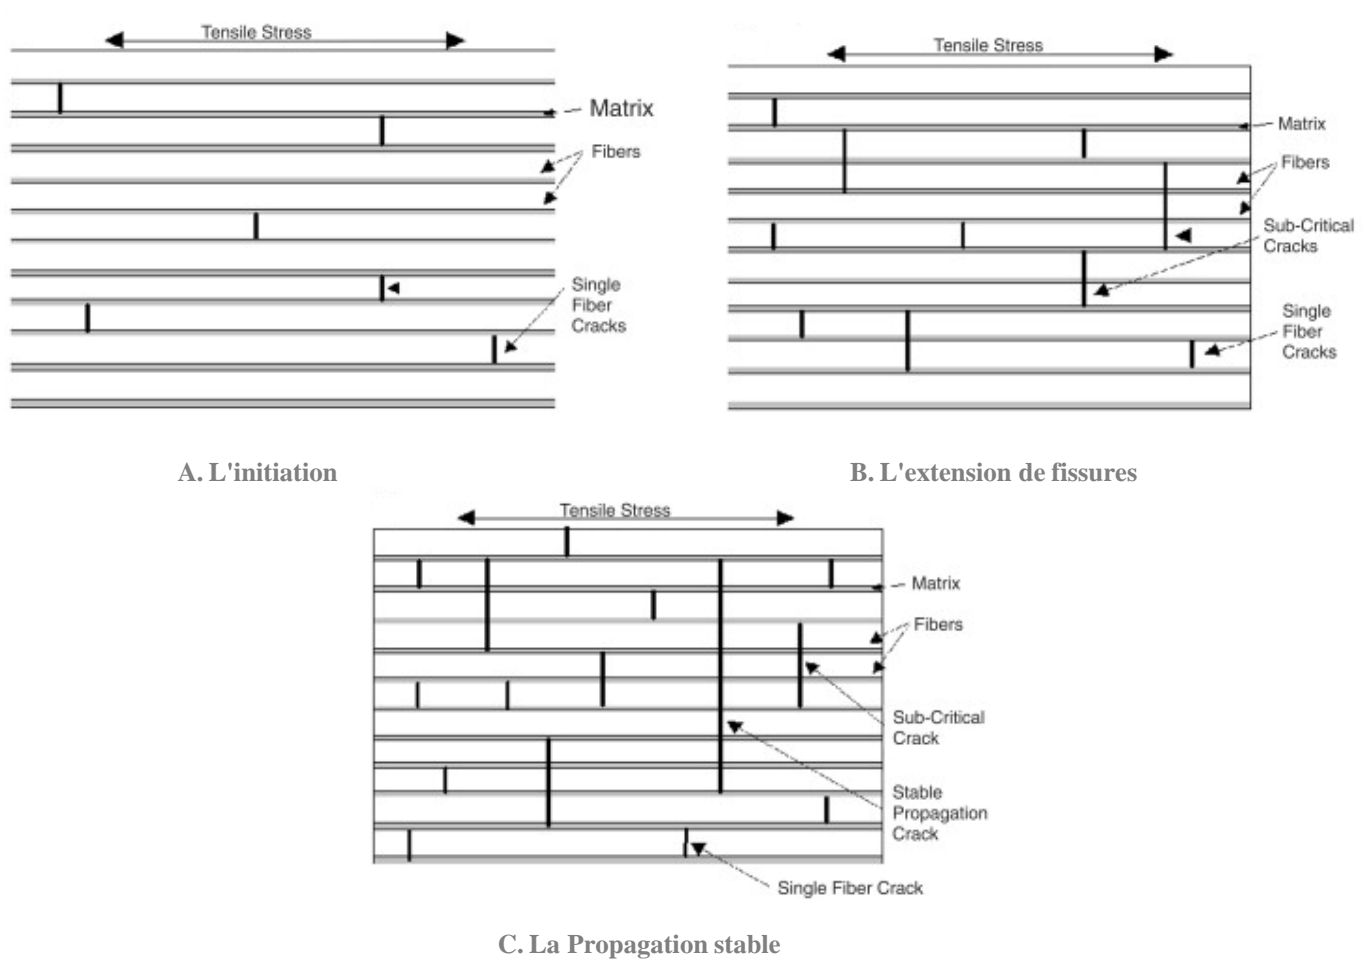 Tensile Stress
Matrix
Fibers
Single
Fiber
Cracks
A. L'initiation
Tensile Stress
Matrix
Fibers
Sub-Critical
Cracks
Single
Fiber
Cracks
B. L'extension de fissures
Tensile Stress
Matrix
Fibers
Sub-Critical
Crack
Stable
Propagation
Crack
Single Fiber Crack
C. La Propagation stable